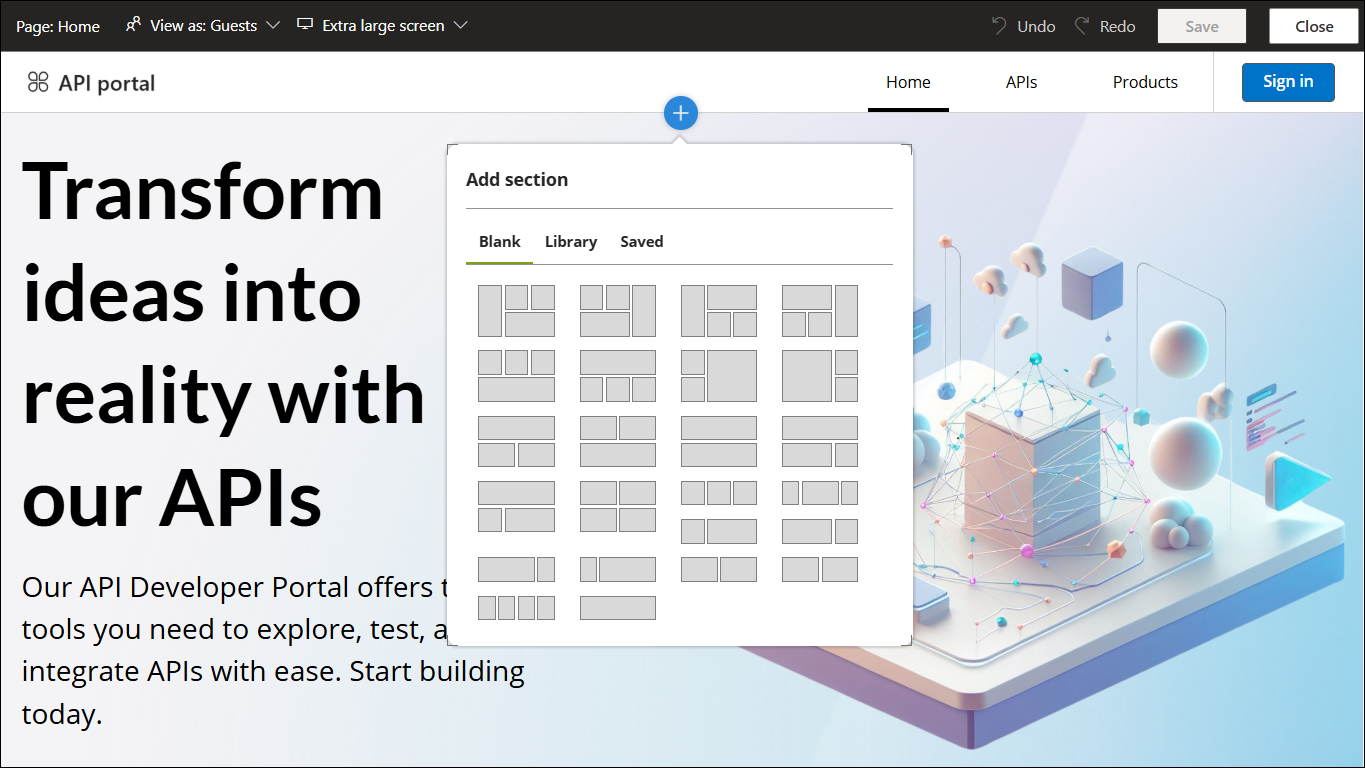 Page: Home View as: Guests Extra large screen Undo Redo Save Close
API portal Home APIs Products Sign in
Transform
ideas into
reality with
our APIs
Add section
Blank Library Saved
Our API Developer Portal offers
tools you need to explore, test,
integrate APIs with ease. Start building
today.